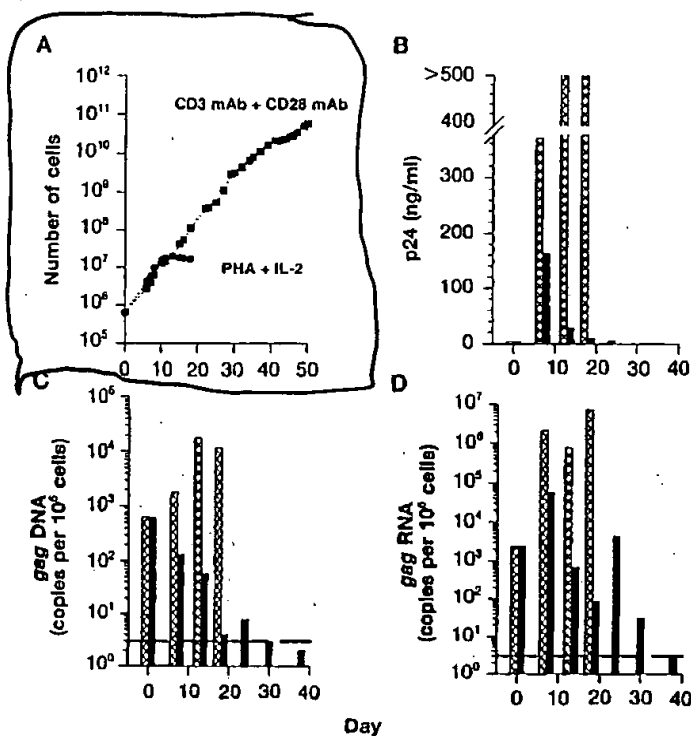 A
Number of cells
10¹²
10¹¹
10¹⁰
10⁹
10⁸
10⁷
10⁶
10⁵
CD3 mAb + CD28 mAb
PHA + IL-2
0 10 20 30 40 50
B
p24 (ng/ml)
>500
400
300
200
100
0
0 10 20 30 40
C
gag DNA
(copies per 10⁶ cells)
10⁵
10⁴
10³
10²
10¹
10⁰
0 10 20 30 40
D
gag RNA
(copies per 10⁶ cells)
10⁷
10⁶
10⁵
10⁴
10³
10²
10¹
10⁰
0 10 20 30 40
Day